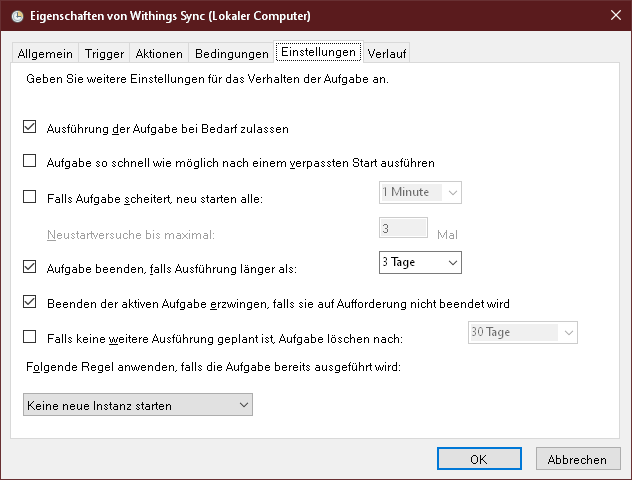 Eigenschaften von Withings Sync (Lokaler Computer)
Allgemein Trigger Aktionen Bedingungen Einstellungen Verlauf
Geben Sie weitere Einstellungen für das Verhalten der Aufgabe an.
Ausführung der Aufgabe bei Bedarf zulassen
Aufgabe so schnell wie möglich nach einem verpassten Start ausführen
Falls Aufgabe scheitert, neu starten alle: 1 Minute
Neustartversuche bis maximal: 3 Mal
Aufgabe beenden, falls Ausführung länger als: 3 Tage
Beenden der aktiven Aufgabe erzwingen, falls sie auf Aufforderung nicht beendet wird
Falls keine weitere Ausführung geplant ist, Aufgabe löschen nach: 30 Tage
Folgende Regel anwenden, falls die Aufgabe bereits ausgeführt wird:
Keine neue Instanz starten
OK Abbrechen